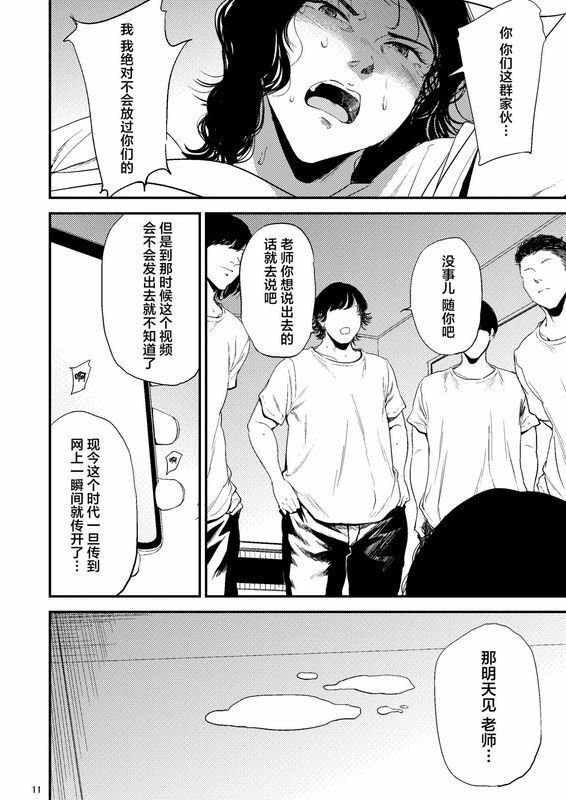 你 你们这
群家伙…
我 我绝对
不会放过
你们的
没事儿 随你吧
老师你想说出去的
话就去说吧
但是到那时候这个视频
会不会发出去就不知道了
啊
啊
现今这个时代一旦传到
网上一瞬间就传开了…
那明天见 老师…
11